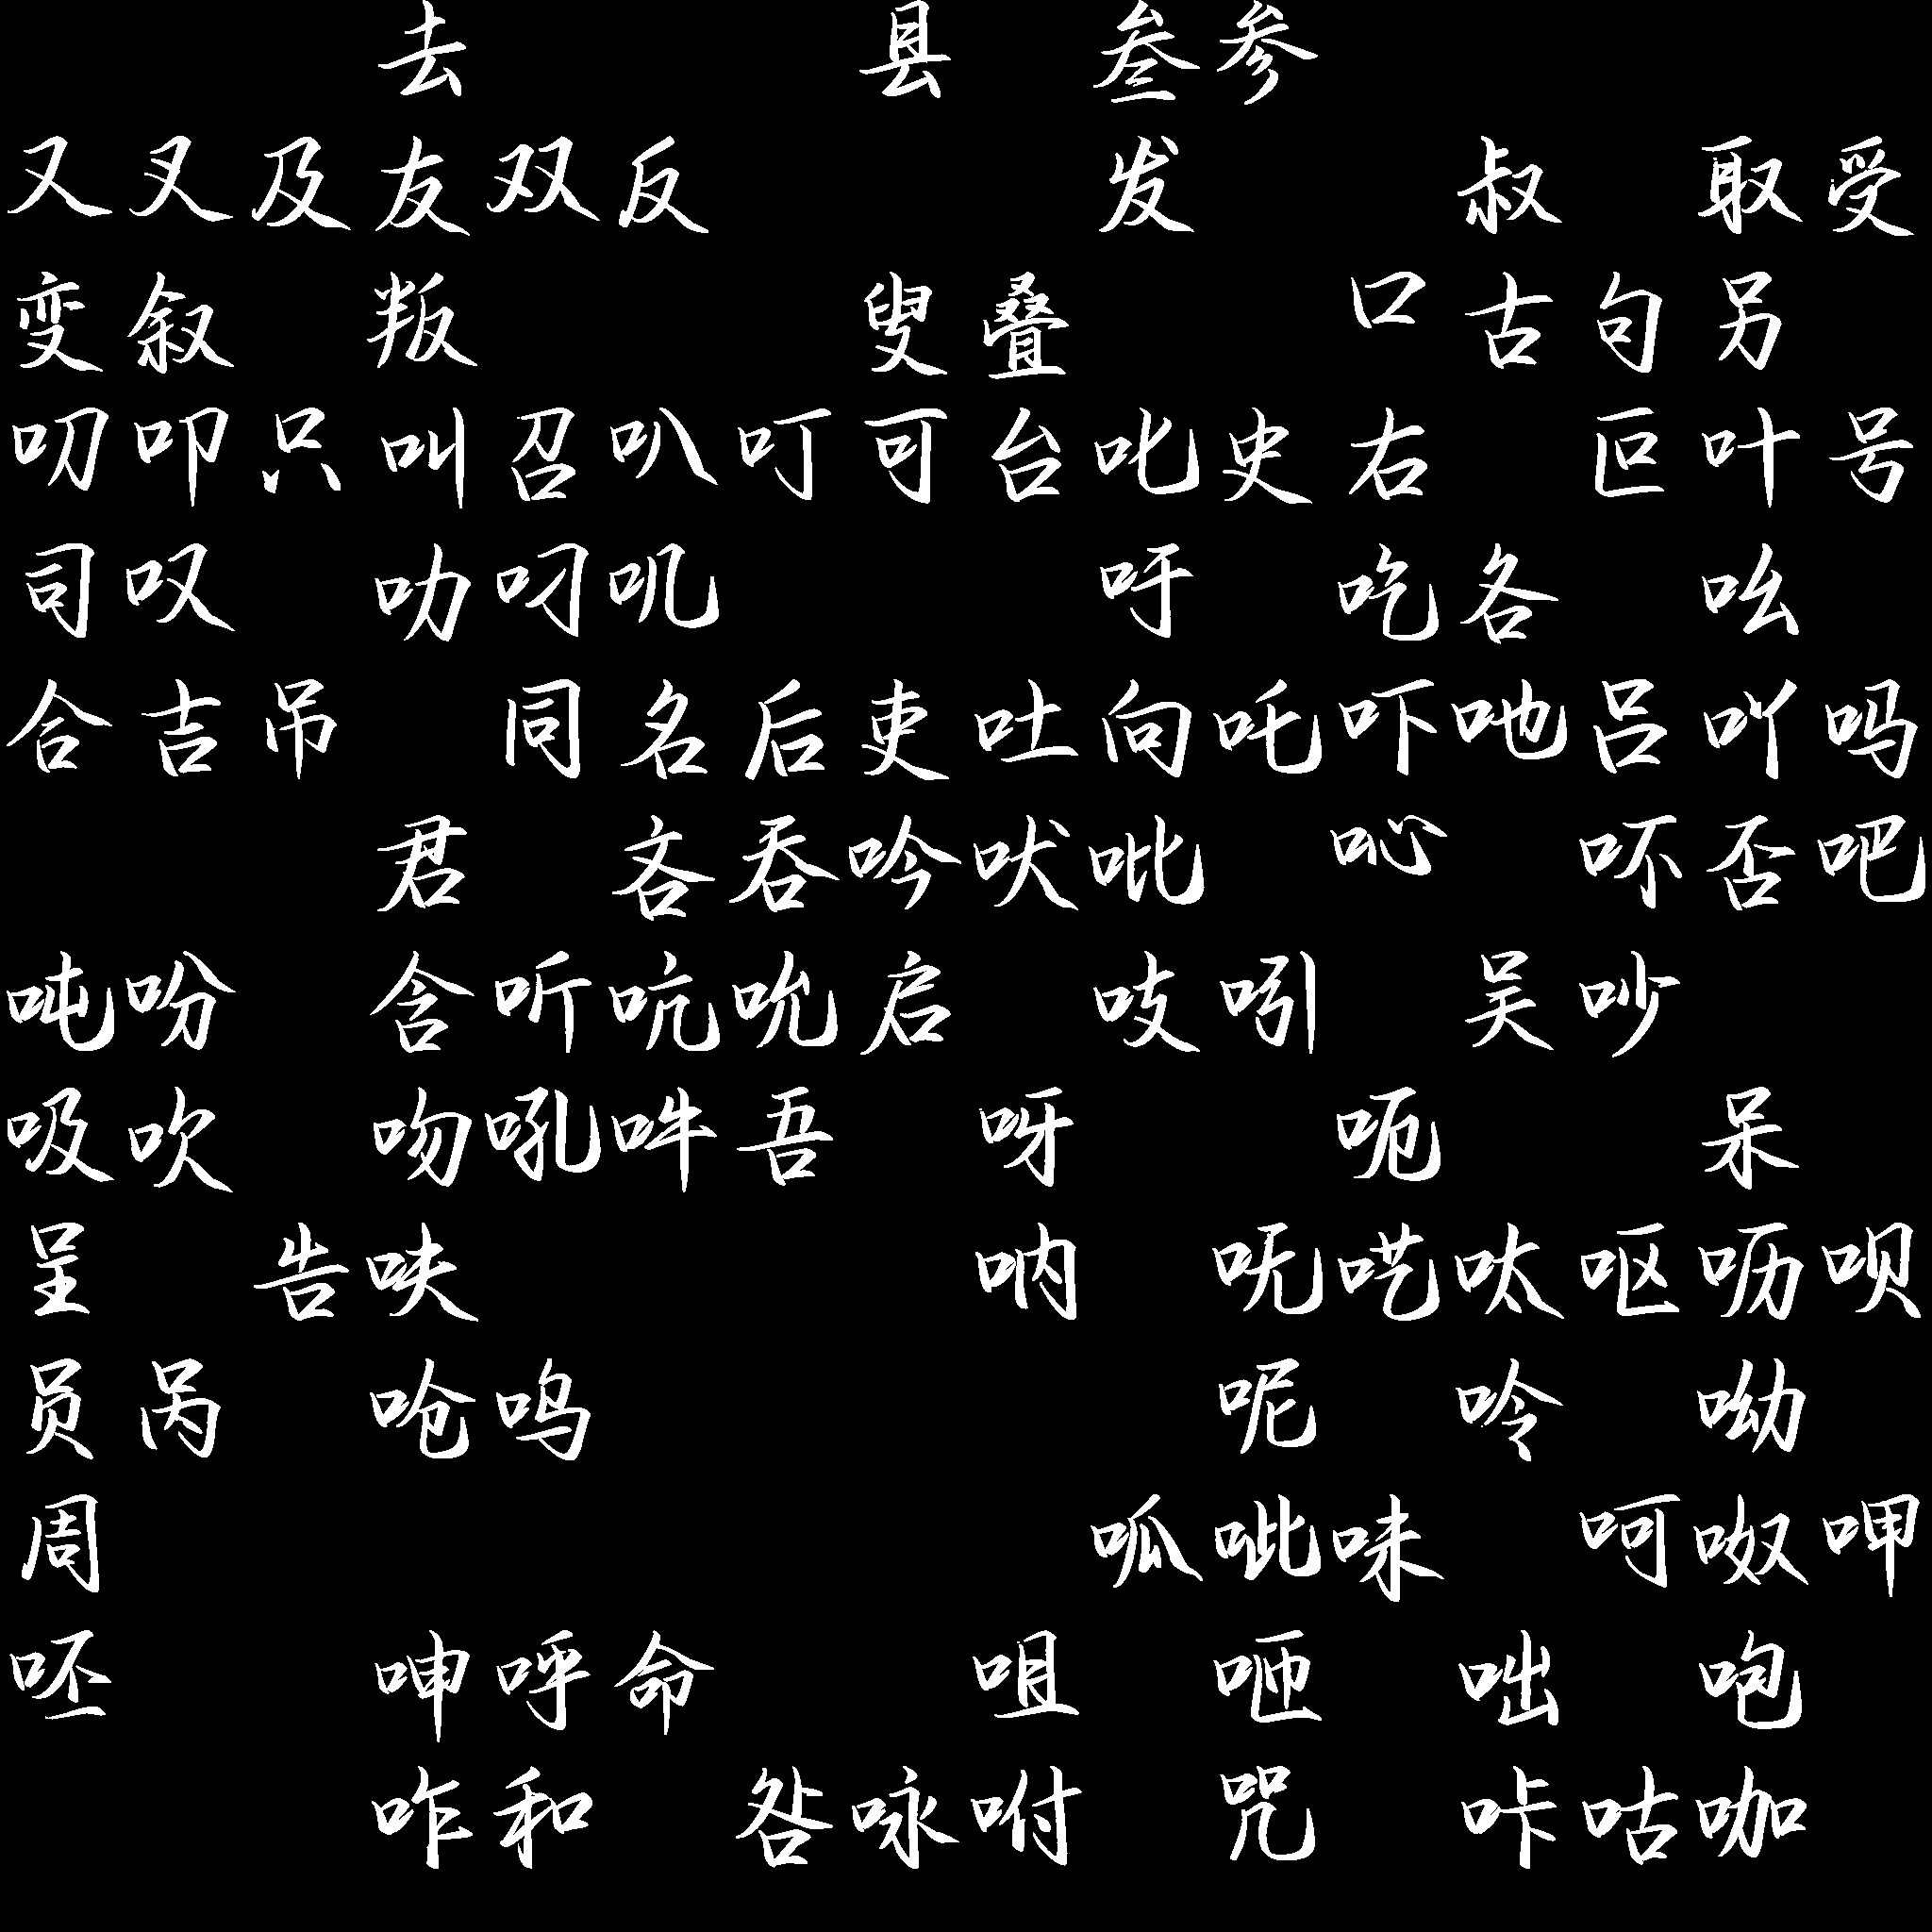 去 县 叁 参
又 叉 及 友 双 反 发 叔 取 受
变 叙 叛 叟 叠 口 古 句 另
叨 叩 只 叫 召 叭 叮 可 台 叱 史 右 叵 叶 号
司 叹 叻 叼 叽 吁 吃 各 吆
合 吉 吊 同 名 后 吏 吐 向 吒 吓 吔 吕 吖 吗
君 吝 吞 吟 吠 吡 吣 吥 否 吧
吨 吩 含 听 吭 吮 启 吱 吲 吴 吵
吸 吹 吻 吼 吽 吾 呀 呃 呆
呈 告 呋 呐 呒 呓 呔 呕 呖 呗
员 呙 呛 呜 呢 呤 呦
周 呱 呲 味 呵 呶 呷
呸 呻 呼 命 咀 咂 咄 咆
咋 和 咎 咏 咐 咒 咔 咕 咖